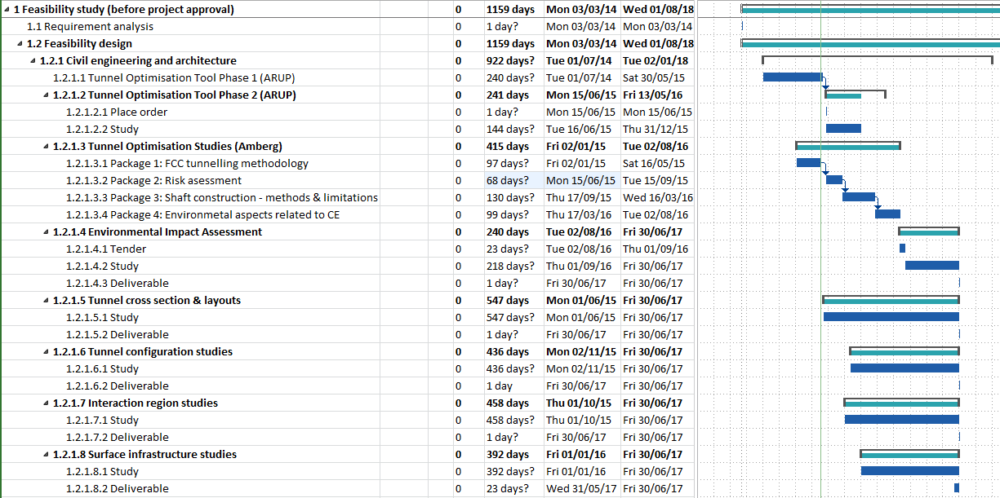 1 Feasibility study (before project approval) 0 1159 days Mon 03/03/14 Wed 01/08/18
1.1 Requirement analysis 0 1 day? Mon 03/03/14 Mon 03/03/14
1.2 Feasibility design 0 1159 days Mon 03/03/14 Wed 01/08/18
1.2.1 Civil engineering and architecture 0 922 days? Tue 01/07/14 Tue 02/01/18
1.2.1.1 Tunnel Optimisation Tool Phase 1 (ARUP) 0 240 days? Tue 01/07/14 Sat 30/05/15
1.2.1.2 Tunnel Optimisation Tool Phase 2 (ARUP) 0 241 days Mon 15/06/15 Fri 13/05/16
1.2.1.2.1 Place order 0 1 day? Mon 15/06/15 Mon 15/06/15
1.2.1.2.2 Study 0 144 days? Tue 16/06/15 Thu 31/12/15
1.2.1.3 Tunnel Optimisation Studies (Amberg) 0 415 days Fri 02/01/15 Tue 02/08/16
1.2.1.3.1 Package 1: FCC tunnelling methodology 0 97 days? Fri 02/01/15 Sat 16/05/15
1.2.1.3.2 Package 2: Risk asessment 0 68 days? Mon 15/06/15 Tue 15/09/15
1.2.1.3.3 Package 3: Shaft construction - methods & limitations 0 130 days? Thu 17/09/15 Wed 16/03/16
1.2.1.3.4 Package 4: Environmetal aspects related to CE 0 99 days? Thu 17/03/16 Tue 02/08/16
1.2.1.4 Environmental Impact Assessment 0 240 days Tue 02/08/16 Fri 30/06/17
1.2.1.4.1 Tender 0 23 days? Tue 02/08/16 Thu 01/09/16
1.2.1.4.2 Study 0 218 days? Thu 01/09/16 Fri 30/06/17
1.2.1.4.3 Deliverable 0 1 day? Fri 30/06/17 Fri 30/06/17
1.2.1.5 Tunnel cross section & layouts 0 547 days Mon 01/06/15 Fri 30/06/17
1.2.1.5.1 Study 0 547 days? Mon 01/06/15 Fri 30/06/17
1.2.1.5.2 Deliverable 0 1 day? Fri 30/06/17 Fri 30/06/17
1.2.1.6 Tunnel configuration studies 0 436 days Mon 02/11/15 Fri 30/06/17
1.2.1.6.1 Study 0 436 days? Mon 02/11/15 Fri 30/06/17
1.2.1.6.2 Deliverable 0 1 day Fri 30/06/17 Fri 30/06/17
1.2.1.7 Interaction region studies 0 458 days Thu 01/10/15 Fri 30/06/17
1.2.1.7.1 Study 0 458 days? Thu 01/10/15 Fri 30/06/17
1.2.1.7.2 Deliverable 0 1 day? Fri 30/06/17 Fri 30/06/17
1.2.1.8 Surface infrastructure studies 0 392 days Fri 01/01/16 Fri 30/06/17
1.2.1.8.1 Study 0 392 days? Fri 01/01/16 Fri 30/06/17
1.2.1.8.2 Deliverable 0 23 days? Wed 31/05/17 Fri 30/06/17